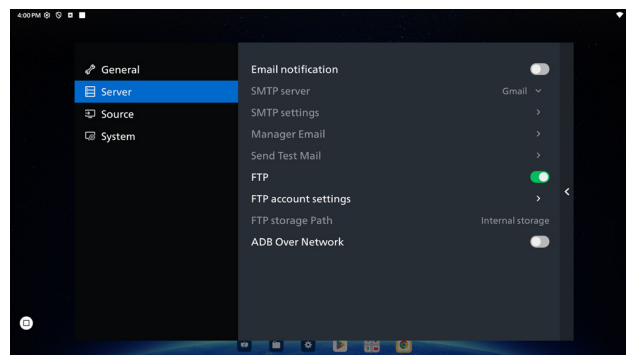 4:00 PM
General
Server
Source
System
Email notification
SMTP server Gmail
SMTP settings
Manager Email
Send Test Mail
FTP
FTP account settings
FTP storage Path Internal storage
ADB Over Network